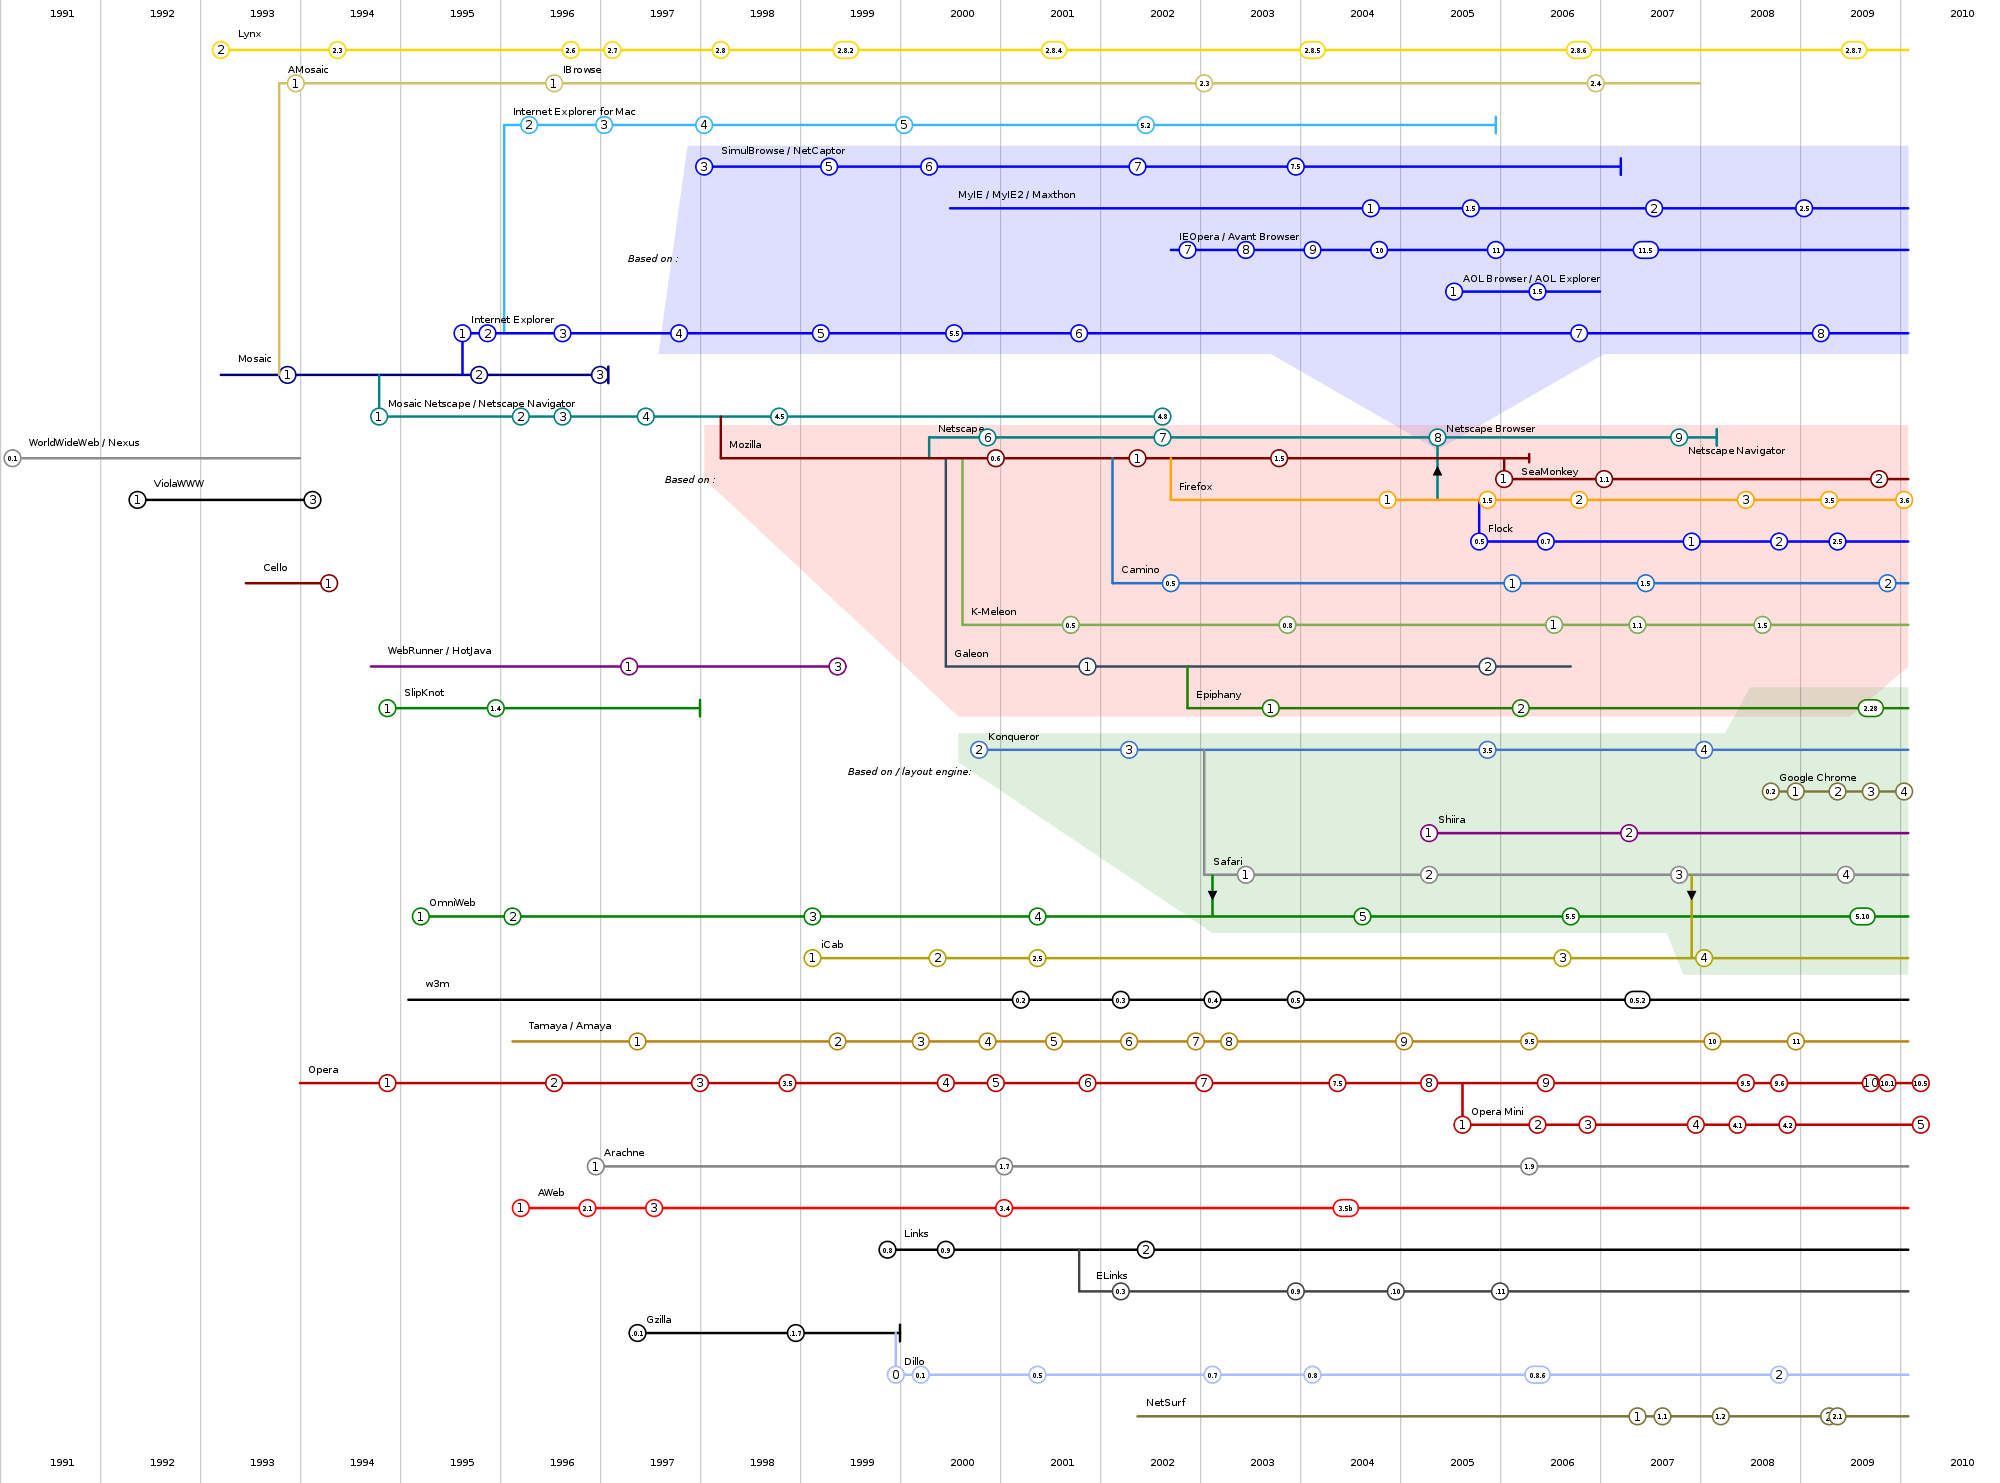 1991 1992 1993 1994 1995 1996 1997 1998 1999 2000 2001 2002 2003 2004 2005 2006 2007 2008 2009 2010
Lynx
2 2.3 2.6 2.7 2.8 2.8.2 2.8.4 2.8.5 2.8.6 2.8.7
AMosaic IBrowse
1 1 2.3 2.4
Internet Explorer for Mac
2 3 4 5 5.2
SimulBrowse / NetCaptor
3 5 6 7 7.5
MyIE / MyIE2 / Maxthon
1 1.5 2 2.5
IEOpera / Avant Browser
7 8 9 10 11 11.5
Based on :
AOL Browser / AOL Explorer
1 1.5
Internet Explorer
1 2 3 4 5 5.5 6 7 8
Mosaic
1 2 3
Mosaic Netscape / Netscape Navigator
1 2 3 4 4.5 4.8
Netscape Netscape Browser
6 7 8 9
Netscape Navigator
WorldWideWeb / Nexus
0.1
Mozilla
0.6 1 1.5
Based on :
SeaMonkey
1 1.1 2
ViolaWWW
1 3
Firefox
1 1.5 2 3 3.5 3.6
Flock
0.5 0.7 1 2 2.5
Cello
1
Camino
0.5 1 1.5 2
K-Meleon
0.5 0.8 1 1.1 1.5
WebRunner / HotJava
1 3
Galeon
1 2
SlipKnot
1 1.4
Epiphany
1 2 2.28
Konqueror
2 3 3.5 4
Based on / layout engine:
Google Chrome
0.2 1 2 3 4
Shiira
1 2
Safari
1 2 3 4
OmniWeb
1 2 3 4 5 5.5 5.10
iCab
1 2 2.5 3 4
w3m
0.2 0.3 0.4 0.5 0.5.2
Tamaya / Amaya
1 2 3 4 5 6 7 8 9 9.5 10 11
Opera
1 2 3 3.5 4 5 6 7 7.5 8 9 9.5 9.6 10 10.1 10.5
Opera Mini
1 2 3 4 4.1 4.2 5
Arachne
1 1.7 1.9
AWeb
1 2.1 3 3.4 3.5b
Links
0.8 0.9 2
ELinks
0.3 0.9 .10 .11
Gzilla
.0.1 .1.7
Dillo
0 0.1 0.5 0.7 0.8 0.8.6 2
NetSurf
1 1.1 1.2 2 2.1
1991 1992 1993 1994 1995 1996 1997 1998 1999 2000 2001 2002 2003 2004 2005 2006 2007 2008 2009 2010